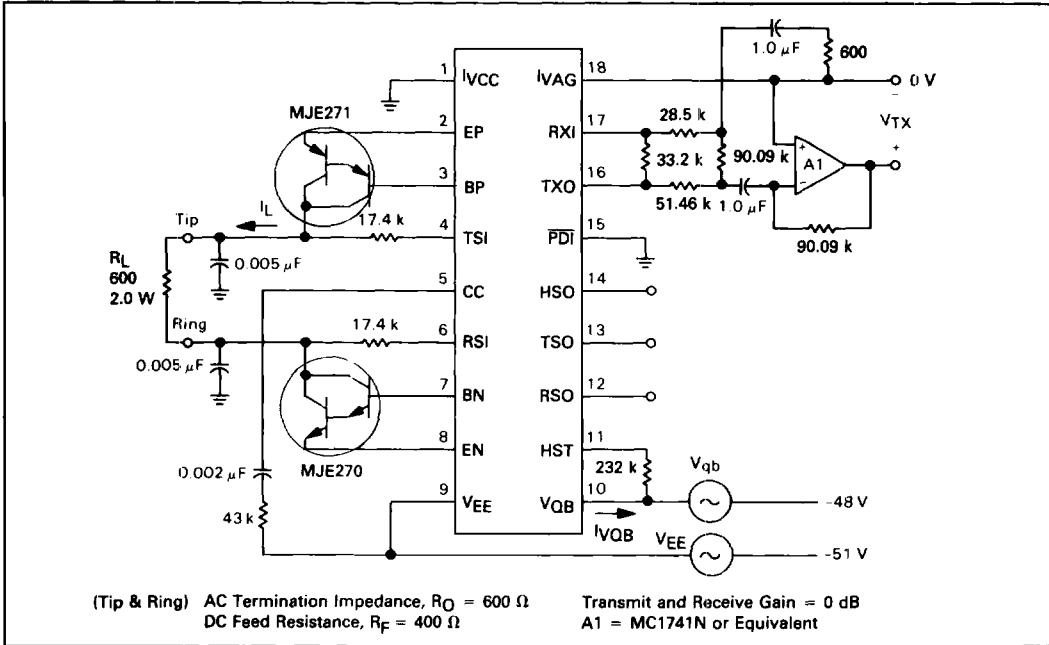 1.0 μF
600
1
IVCC
IVAG
18
0 V
−
MJE271
2
EP
RXI
17
28.5 k
VTX
+
33.2 k
90.09 k
+
A1
−
3
BP
TXO
16
51.46 k
1.0 μF
90.09 k
Tip
IL
17.4 k
4
TSI
PDI
15
0.005 μF
RL
600
2.0 W
5
CC
HSO
14
Ring
17.4 k
6
RSI
TSO
13
0.005 μF
7
BN
RSO
12
8
EN
HST
11
MJE270
232 k
Vqb
0.002 μF
9
VEE
VQB
10
−48 V
43 k
IVQB
VEE
−51 V
(Tip & Ring) AC Termination Impedance, RO = 600 Ω
DC Feed Resistance, RF = 400 Ω
Transmit and Receive Gain = 0 dB
A1 = MC1741N or Equivalent